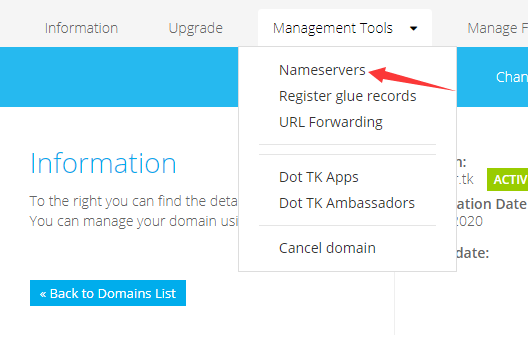 Information
Upgrade
Management Tools
Manage F
Nameservers
Register glue records
URL Forwarding
Dot TK Apps
Dot TK Ambassadors
Cancel domain
Chan
Information
To the right you can find the deta
You can manage your domain usi
« Back to Domains List
n:
r.tk
ACTIV
ation Date
2020
date: